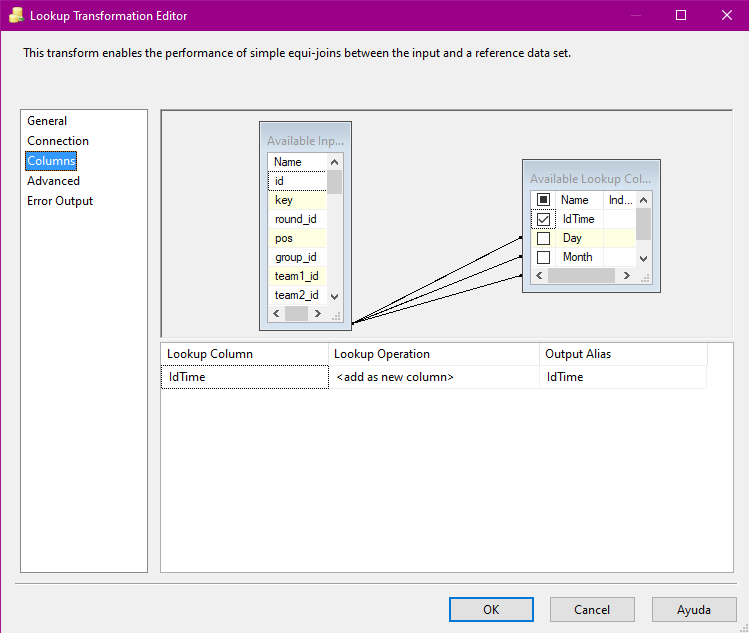 Lookup Transformation Editor
This transform enables the performance of simple equi-joins between the input and a reference data set.
General
Connection
Columns
Advanced
Error Output
Available Inp...
Name
id
key
round_id
pos
group_id
team1_id
team2_id
Available Lookup Col...
Name Ind...
IdTime
Day
Month
Lookup Column Lookup Operation Output Alias
IdTime <add as new column> IdTime
OK Cancel Ayuda